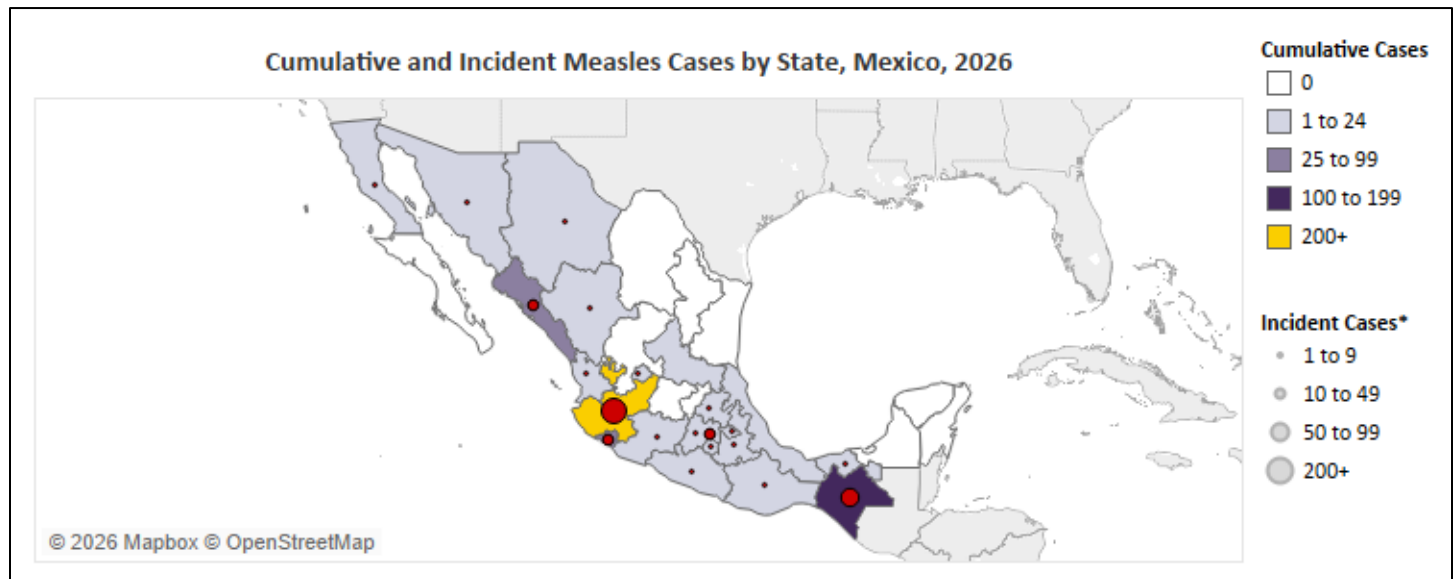 Cumulative and Incident Measles Cases by State, Mexico, 2026
Cumulative Cases
0
1 to 24
25 to 99
100 to 199
200+
Incident Cases*
1 to 9
10 to 49
50 to 99
200+
© 2026 Mapbox © OpenStreetMap